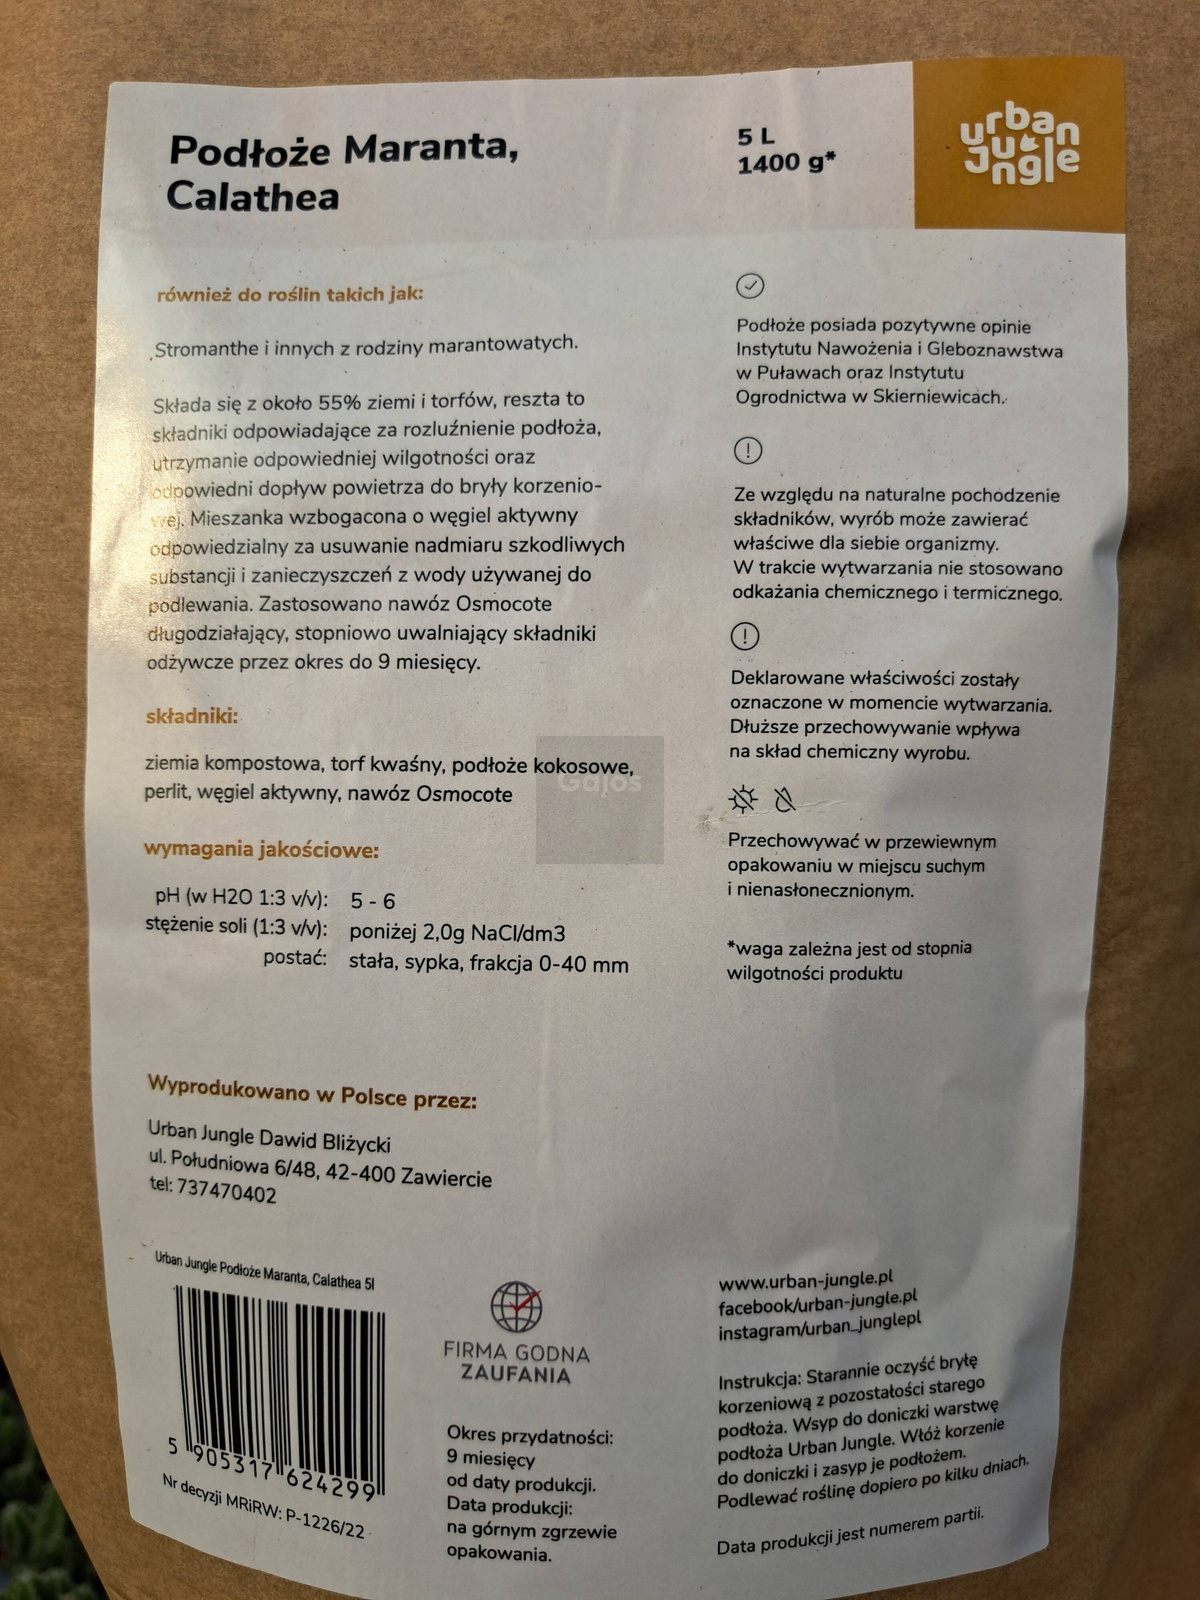 Podłoże Maranta,
Calathea
5 L
1400 g*
urban
Jungle
również do roślin takich jak:
,Stromanthe i innych z rodziny marantowatych.
Składa się z około 55% ziemi i torfów, reszta to
składniki odpowiadające za rozluźnienie podłoża,
utrzymanie odpowiedniej wilgotności oraz
odpowiedni dopływ powietrza do bryły korzenio-
wej. Mieszanka wzbogacona o węgiel aktywny
odpowiedzialny za usuwanie nadmiaru szkodliwych
substancji i zanieczyszczeń z wody używanej do
podlewania. Zastosowano nawóz Osmocote
długodziałający, stopniowo uwalniający składniki
odżywcze przez okres do 9 miesięcy.
składniki:
ziemia kompostowa, torf kwaśny, podłoże kokosowe,
perlit, węgiel aktywny, nawóz Osmocote
Gajos
wymagania jakościowe:
pH (w H2O 1:3 v/v): 5 - 6
stężenie soli (1:3 v/v): poniżej 2,0g NaCl/dm3
postać: stała, sypka, frakcja 0-40 mm
Podłoże posiada pozytywne opinie
Instytutu Nawożenia i Gleboznawstwa
w Puławach oraz Instytutu
Ogrodnictwa w Skierniewicach.
Ze względu na naturalne pochodzenie
składników, wyrób może zawierać
właściwe dla siebie organizmy.
W trakcie wytwarzania nie stosowano
odkażania chemicznego i termicznego.
Deklarowane właściwości zostały
oznaczone w momencie wytwarzania.
Dłuższe przechowywanie wpływa
na skład chemiczny wyrobu.
Przechowywać w przewiewnym
opakowaniu w miejscu suchym
i nienasłonecznionym.
*waga zależna jest od stopnia
wilgotności produktu
Wyprodukowano w Polsce przez:
Urban Jungle Dawid Bliżycki
ul. Południowa 6/48, 42-400 Zawiercie
tel: 737470402
Urban Jungle Podłoże Maranta, Calathea 5l
5 905317 624299
Nr decyzji MRiRW: P-1226/22
FIRMA GODNA
ZAUFANIA
Okres przydatności:
9 miesięcy
od daty produkcji.
Data produkcji:
na górnym zgrzewie
opakowania.
www.urban-jungle.pl
facebook/urban-jungle.pl
instagram/urban_junglepl
Instrukcja: Starannie oczyść bryłę
korzeniową z pozostałości starego
podłoża. Wsyp do doniczki warstwę
podłoża Urban Jungle. Włóż korzenie
do doniczki i zasyp je podłożem.
Podlewać roślinę dopiero po kilku dniach.
Data produkcji jest numerem partii.